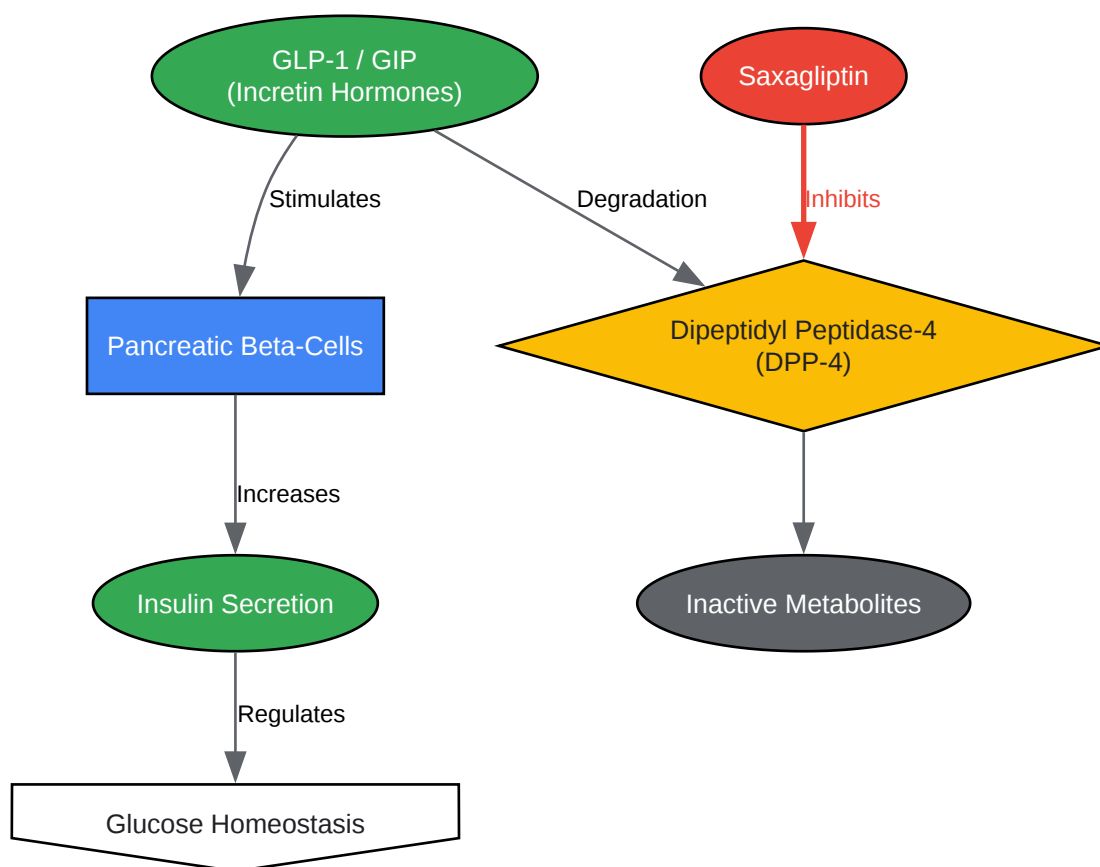 GLP-1 / GIP
(Incretin Hormones)
Saxagliptin
Stimulates
Degradation
Inhibits
Pancreatic Beta-Cells
Dipeptidyl Peptidase-4
(DPP-4)
Increases
Insulin Secretion
Inactive Metabolites
Regulates
Glucose Homeostasis